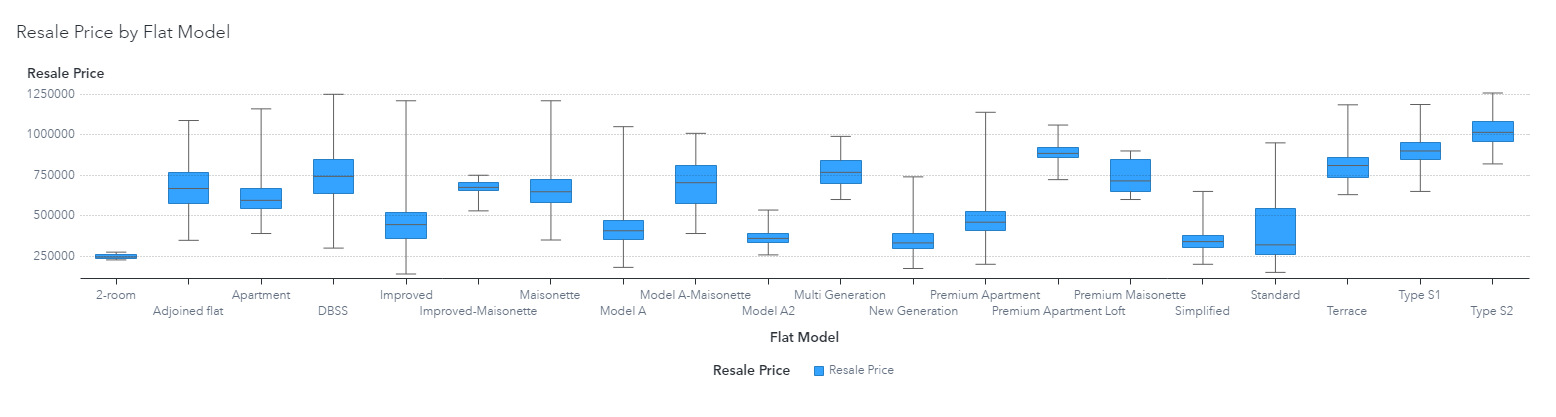 Resale Price by Flat Model
Resale Price
1250000
1000000
750000
500000
250000
2-room
Adjoined flat
Apartment
DBSS
Improved
Improved-Maisonette
Maisonette
Model A
Model A-Maisonette
Model A2
Multi Generation
New Generation
Premium Apartment
Premium Apartment Loft
Premium Maisonette
Simplified
Standard
Terrace
Type S1
Type S2
Flat Model
Resale Price Resale Price